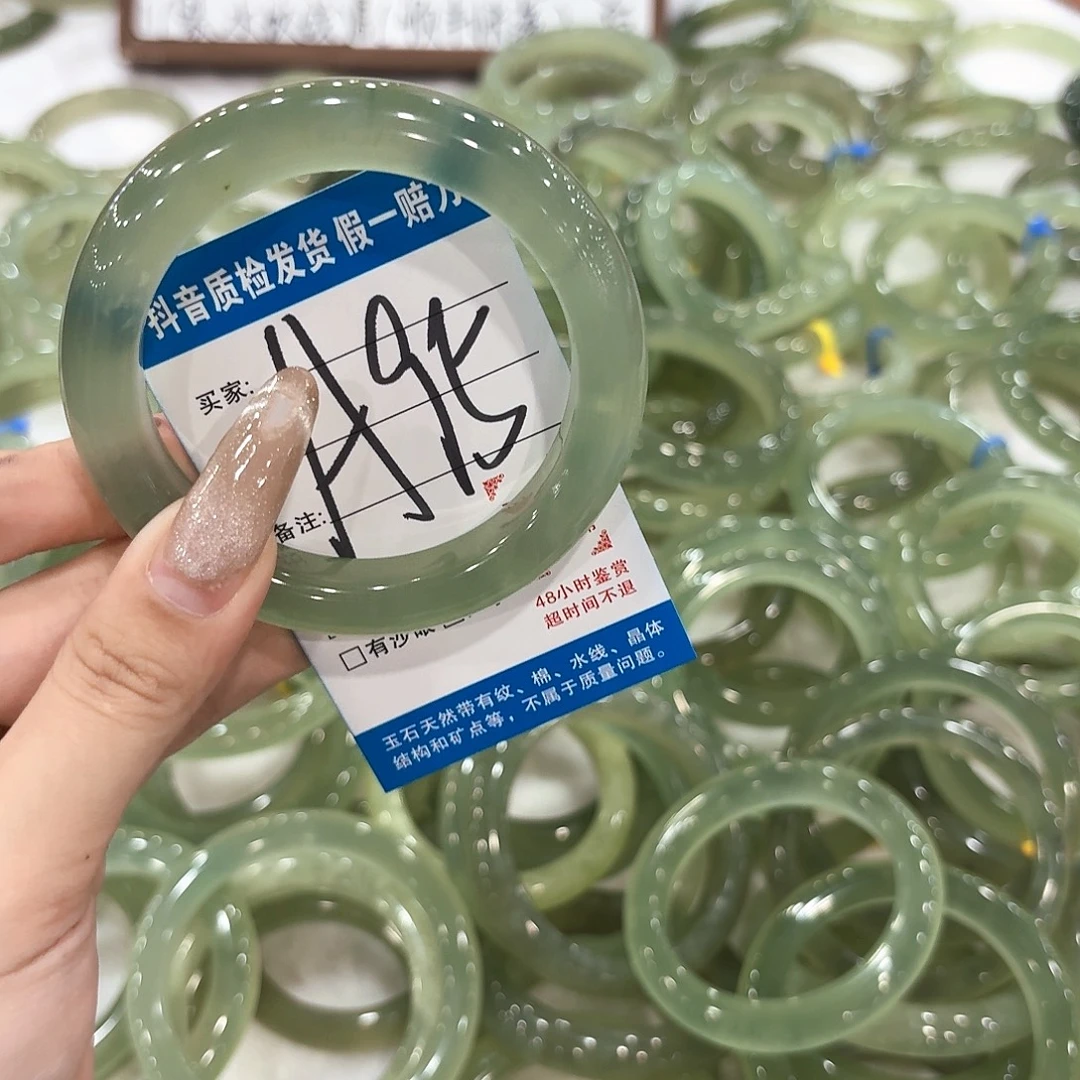 抖音质检发货 假一赔
买家:
H95
备注:
48小时鉴赏
超时间不退
□有沙眼
玉石天然带有纹、棉、水线、晶体
结构和矿点等，不属于质量问题。